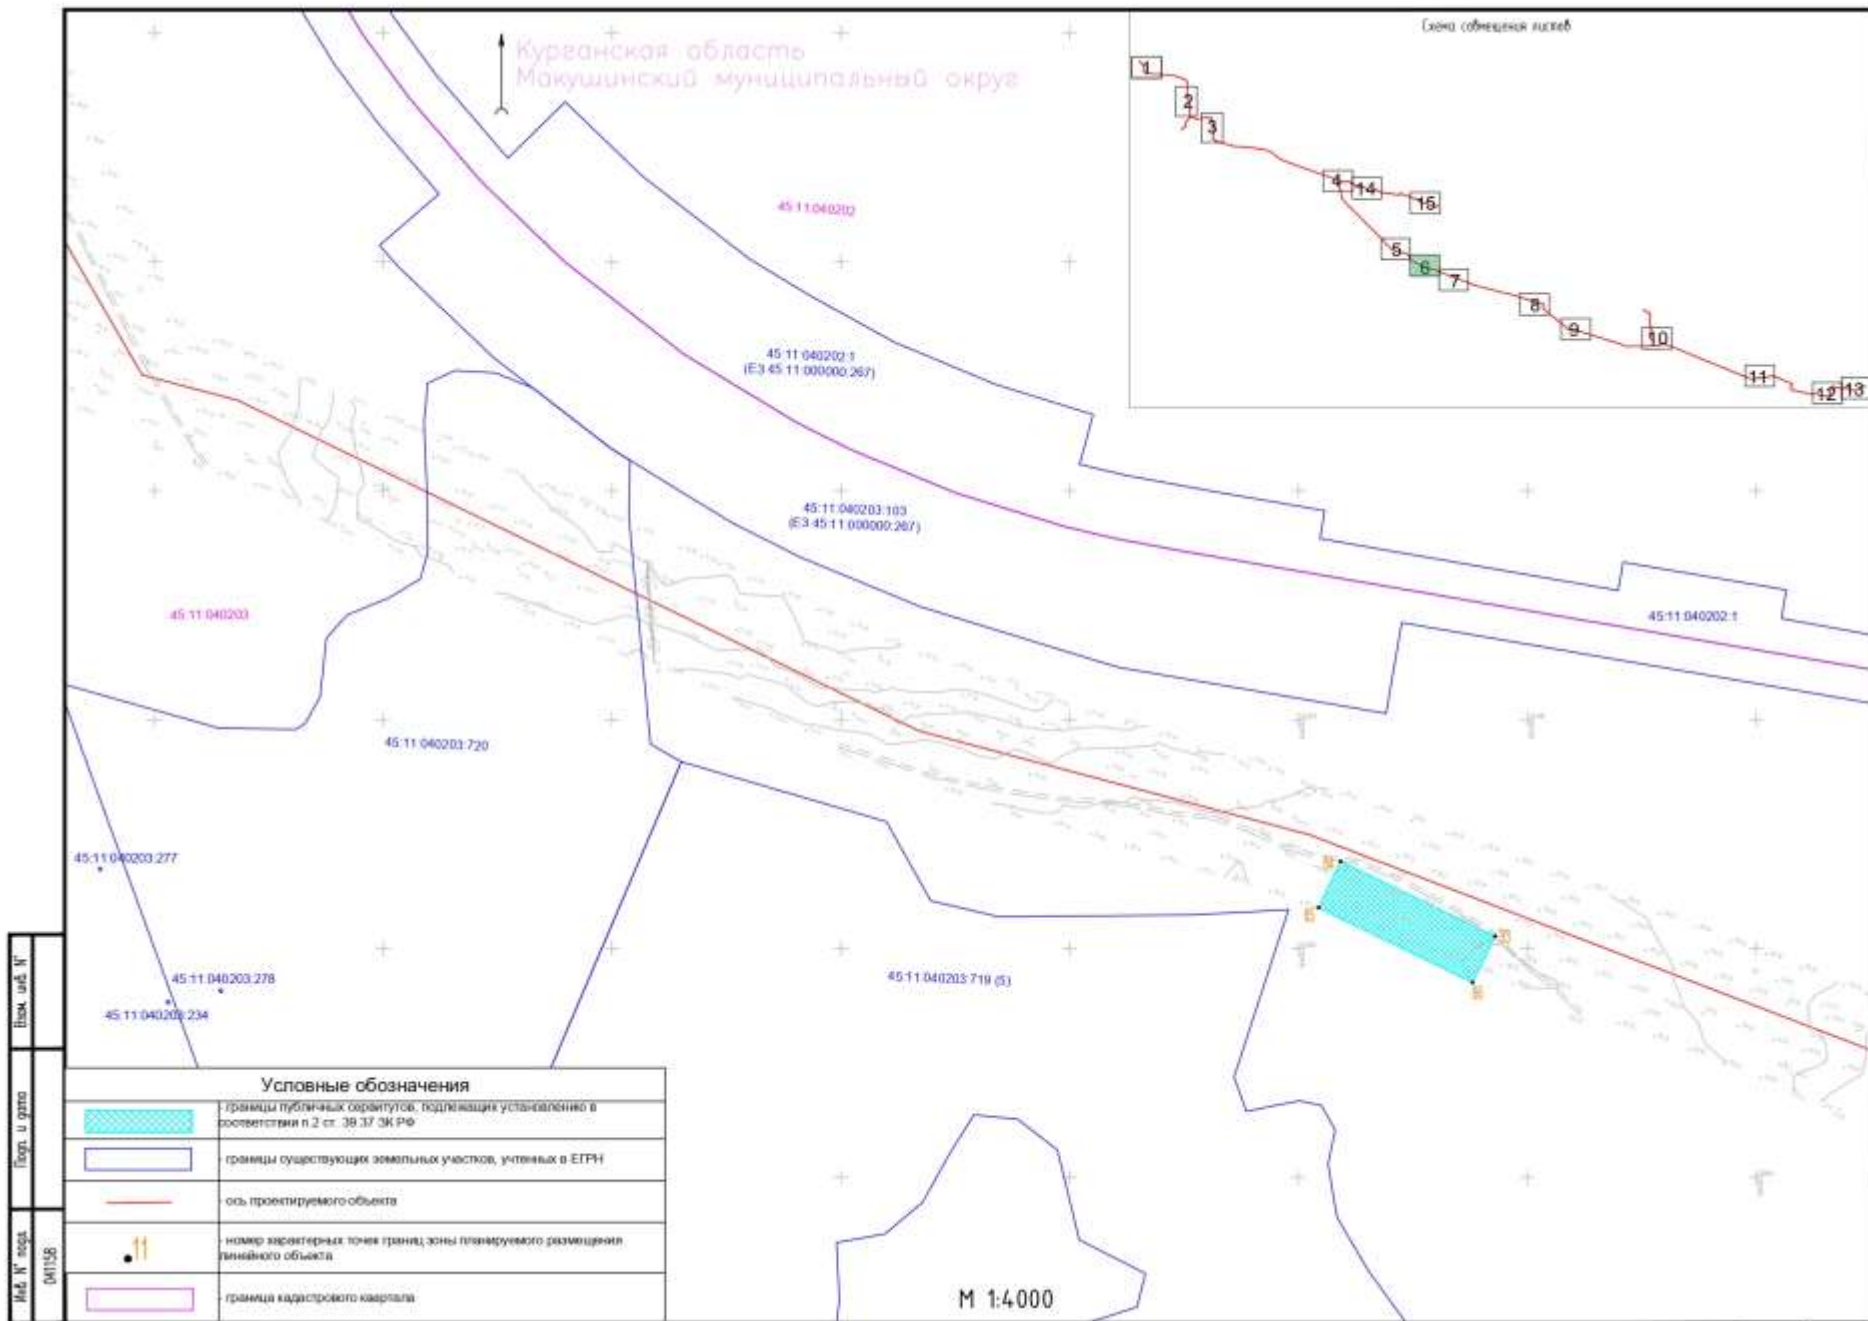 Курганская область
Макушинский муниципальный округ
Схема совмещения листов
1
2
3
4
14
15
5
6
7
8
9
10
11
12
13
45:11:040202
45:11:040202:1
(ЕЗ 45:11:000000:267)
45:11:040203:103
(ЕЗ 45:11:000000:267)
45:11:040203
45:11:040202:1
45:11:040203:720
45:11:040203:277
45:11:040203:278
45:11:040203:234
45:11:040203:719 (5)
Условные обозначения
- границы публичных сервитутов, подлежащих установлению в
соответствии п.2 ст. 39.37 ЗК РФ
- границы существующих земельных участков, учтенных в ЕГРН
- ось проектируемого объекта
11
- номер характерных точек границ зоны планируемого размещения
линейного объекта
- граница кадастрового квартала
М 1:4000
Взам. инв. N°
Подп. и дата
Инв. N° подл.
041158